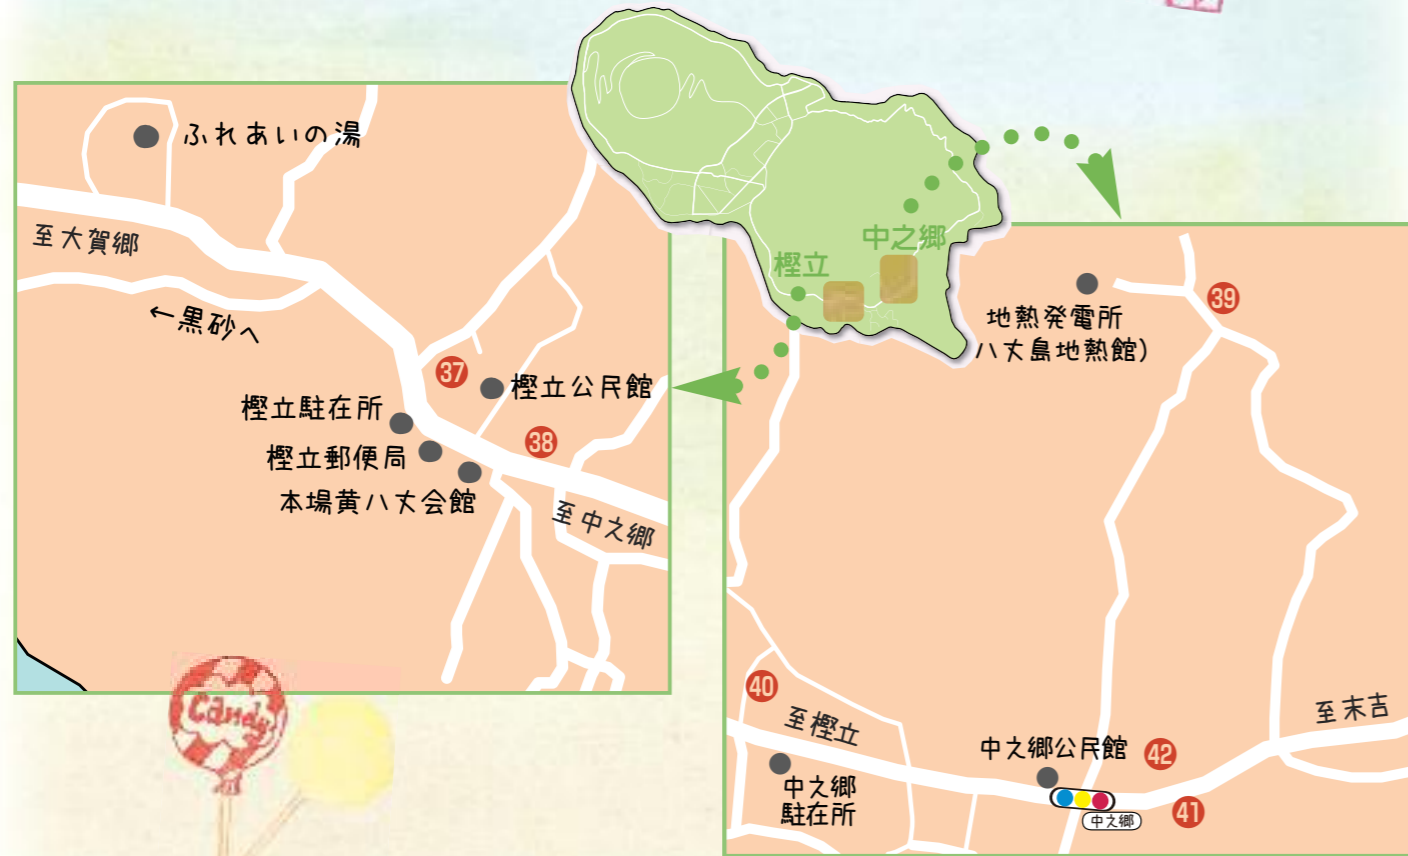 ふれあいの湯
至大賀郷
←黒砂へ
37
樫立公民館
樫立駐在所
38
樫立郵便局
本場黄八丈会館
至中之郷
Candy
中之郷
樫立
39
地熱発電所
八丈島地熱館)
40
至樫立
至末吉
中之郷公民館
42
中之郷
駐在所
41
中之郷